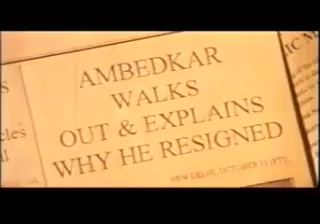 AMBEDKAR
WALKS
OUT & EXPLAINS
WHY HE RESIGNED
NEW DELHI, OCTOBER 11 (PTI).